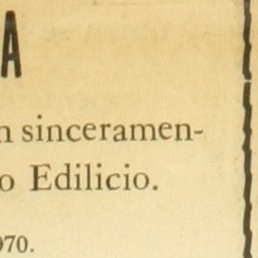 A
n sinceramen-
o Edilicio.
970.